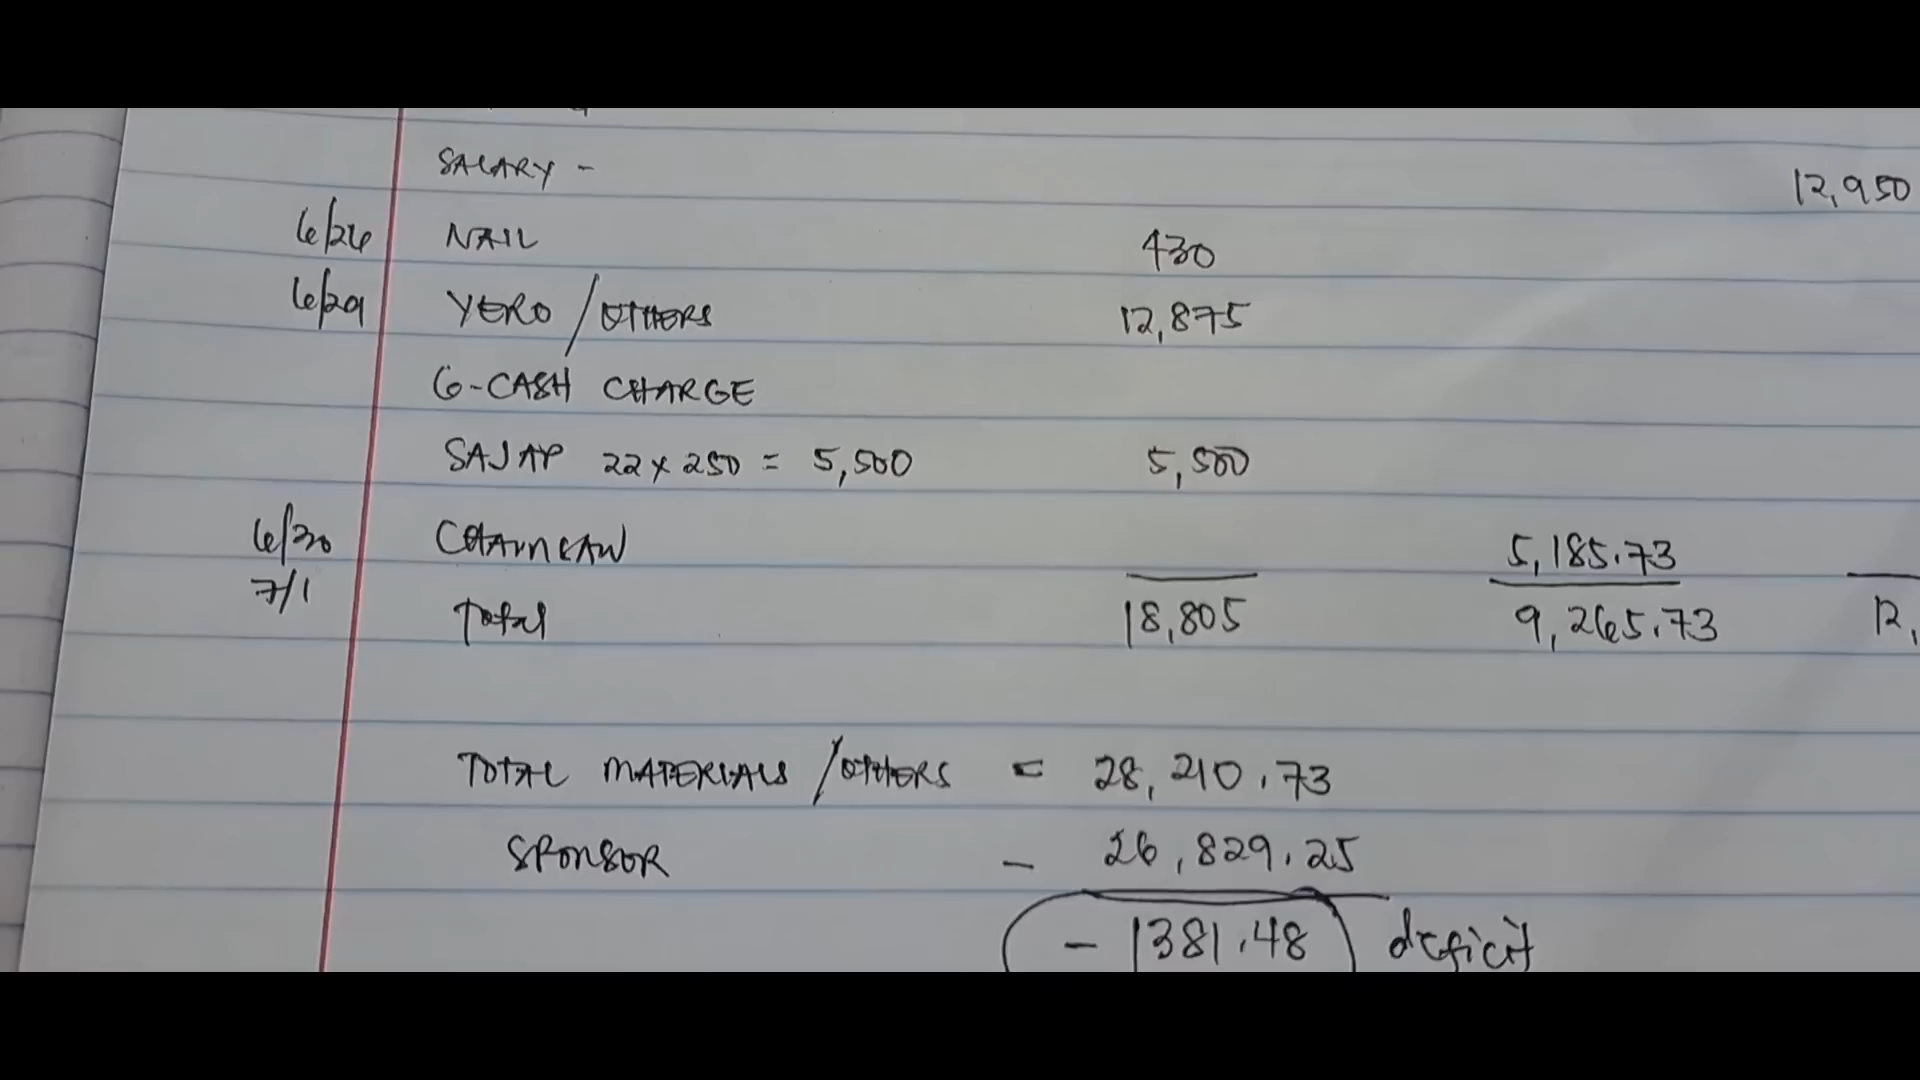 SALARY - 12,950
6/26 NAIL 430
6/29 YERO / OTHERS 12,875
G-CASH CHARGE
SAJAP 22 x 250 = 5,500 5,500
6/30 CHAINSAW 5,185.73
7/1 Total 18,805 9,265.73 12,
TOTAL MATERIALS / OTHERS = 28,210.73
SPONSOR - 26,829.25
- 1381.48 deficit